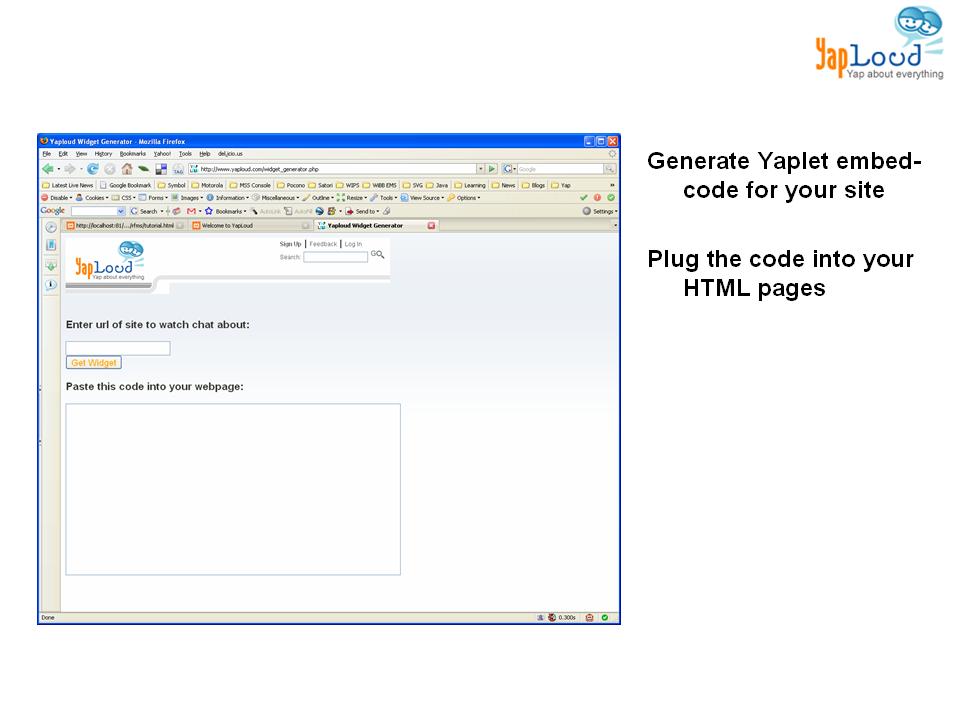 YapLoud
Yap about everything
Generate Yaplet embed-
code for your site
Plug the code into your
HTML pages
Yaploud Widget Generator - Mozilla Firefox
File Edit View History Bookmarks Yahoo! Tools Help del.icio.us
http://www.yaploud.com/widget_generator.php Google
Latest Live News Google Bookmark Symbol Motorola MSS Console Pocono Satori WIPS WiBB EMS SVG Java Learning News Blogs Yap
Disable Cookies CSS Forms Images Information Miscellaneous Outline Resize Tools View Source Options
Google Search Bookmarks AutoLink AutoFill Send to Settings
http://localhost:81/.../rfms/tutorial.html Welcome to YapLoud Yaploud Widget Generator
Sign Up | Feedback | Log In
Search: GO
YapLoud
Yap about everything
Enter url of site to watch chat about:
Get Widget
Paste this code into your webpage:
Done 0.300s